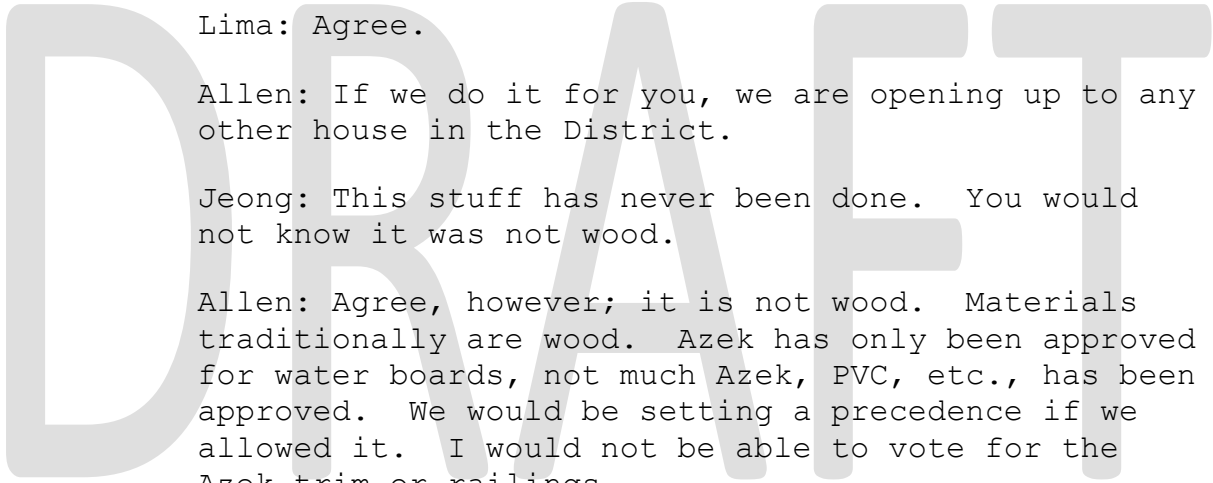 Lima: Agree.
Allen: If we do it for you, we are opening up to any
other house in the District.
Jeong: This stuff has never been done.  You would
not know it was not wood.
Allen: Agree, however; it is not wood.  Materials
traditionally are wood.  Azek has only been approved
for water boards, not much Azek, PVC, etc., has been
approved.  We would be setting a precedence if we
allowed it.  I would not be able to vote for the
Azek trim or railings
DRAFT